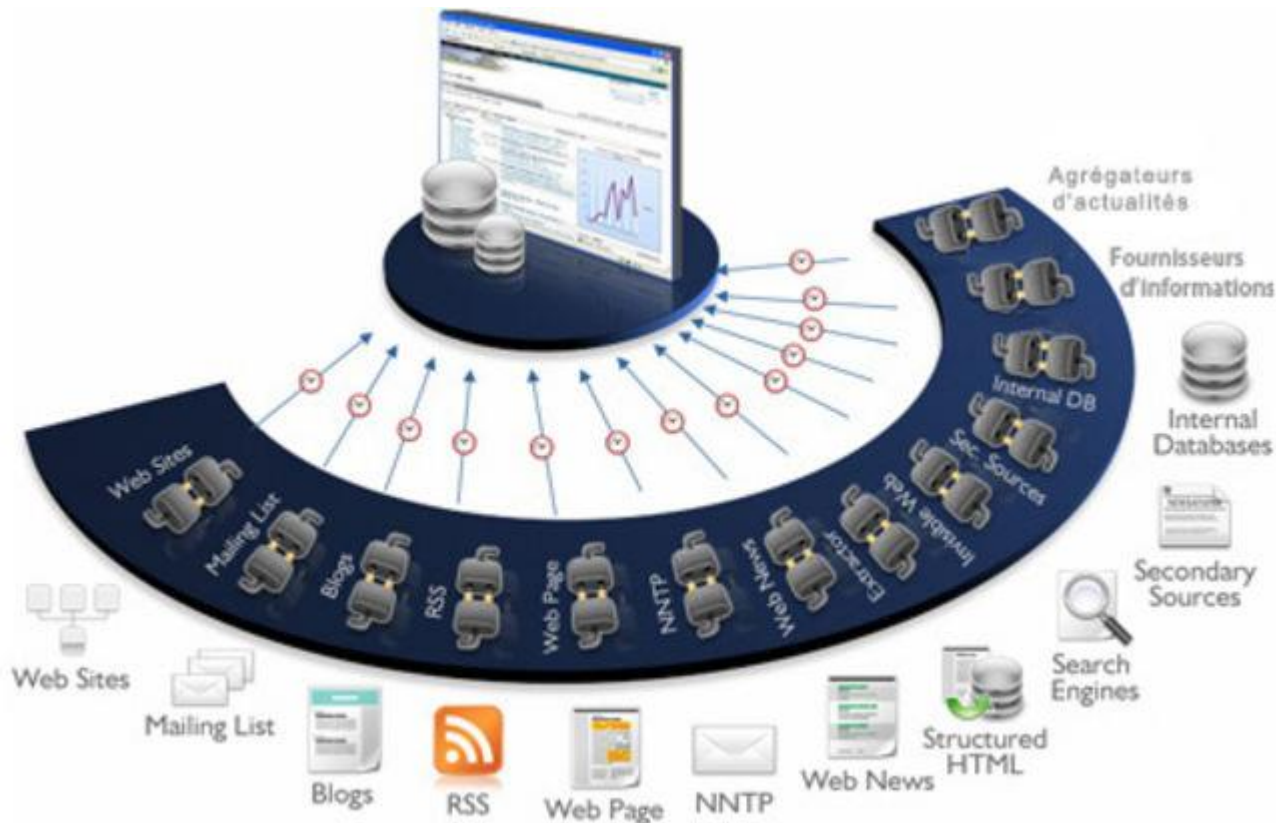 Agrégateurs
d'actualités
Fournisseurs
d'informations
Internal DB
Internal
Databases
Sec. Sources
Secondary
Sources
Invisible Web
Search
Engines
Extractor
Structured
HTML
Web News
Web News
NNTP
NNTP
Web Page
Web Page
RSS
RSS
Blogs
Blogs
Mailing List
Mailing List
Web Sites
Web Sites